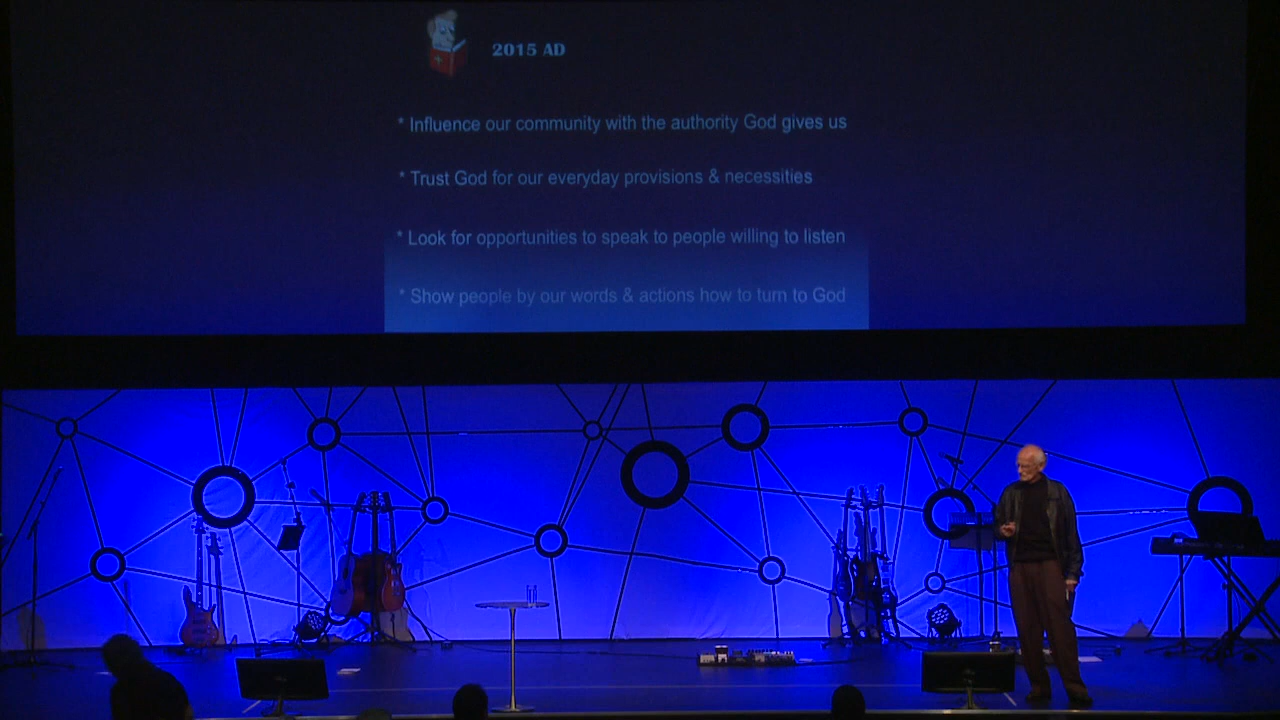 2015 AD
* Influence our community with the authority God gives us
* Trust God for our everyday provisions & necessities
* Look for opportunities to speak to people willing to listen
* Show people by our words & actions how to turn to God